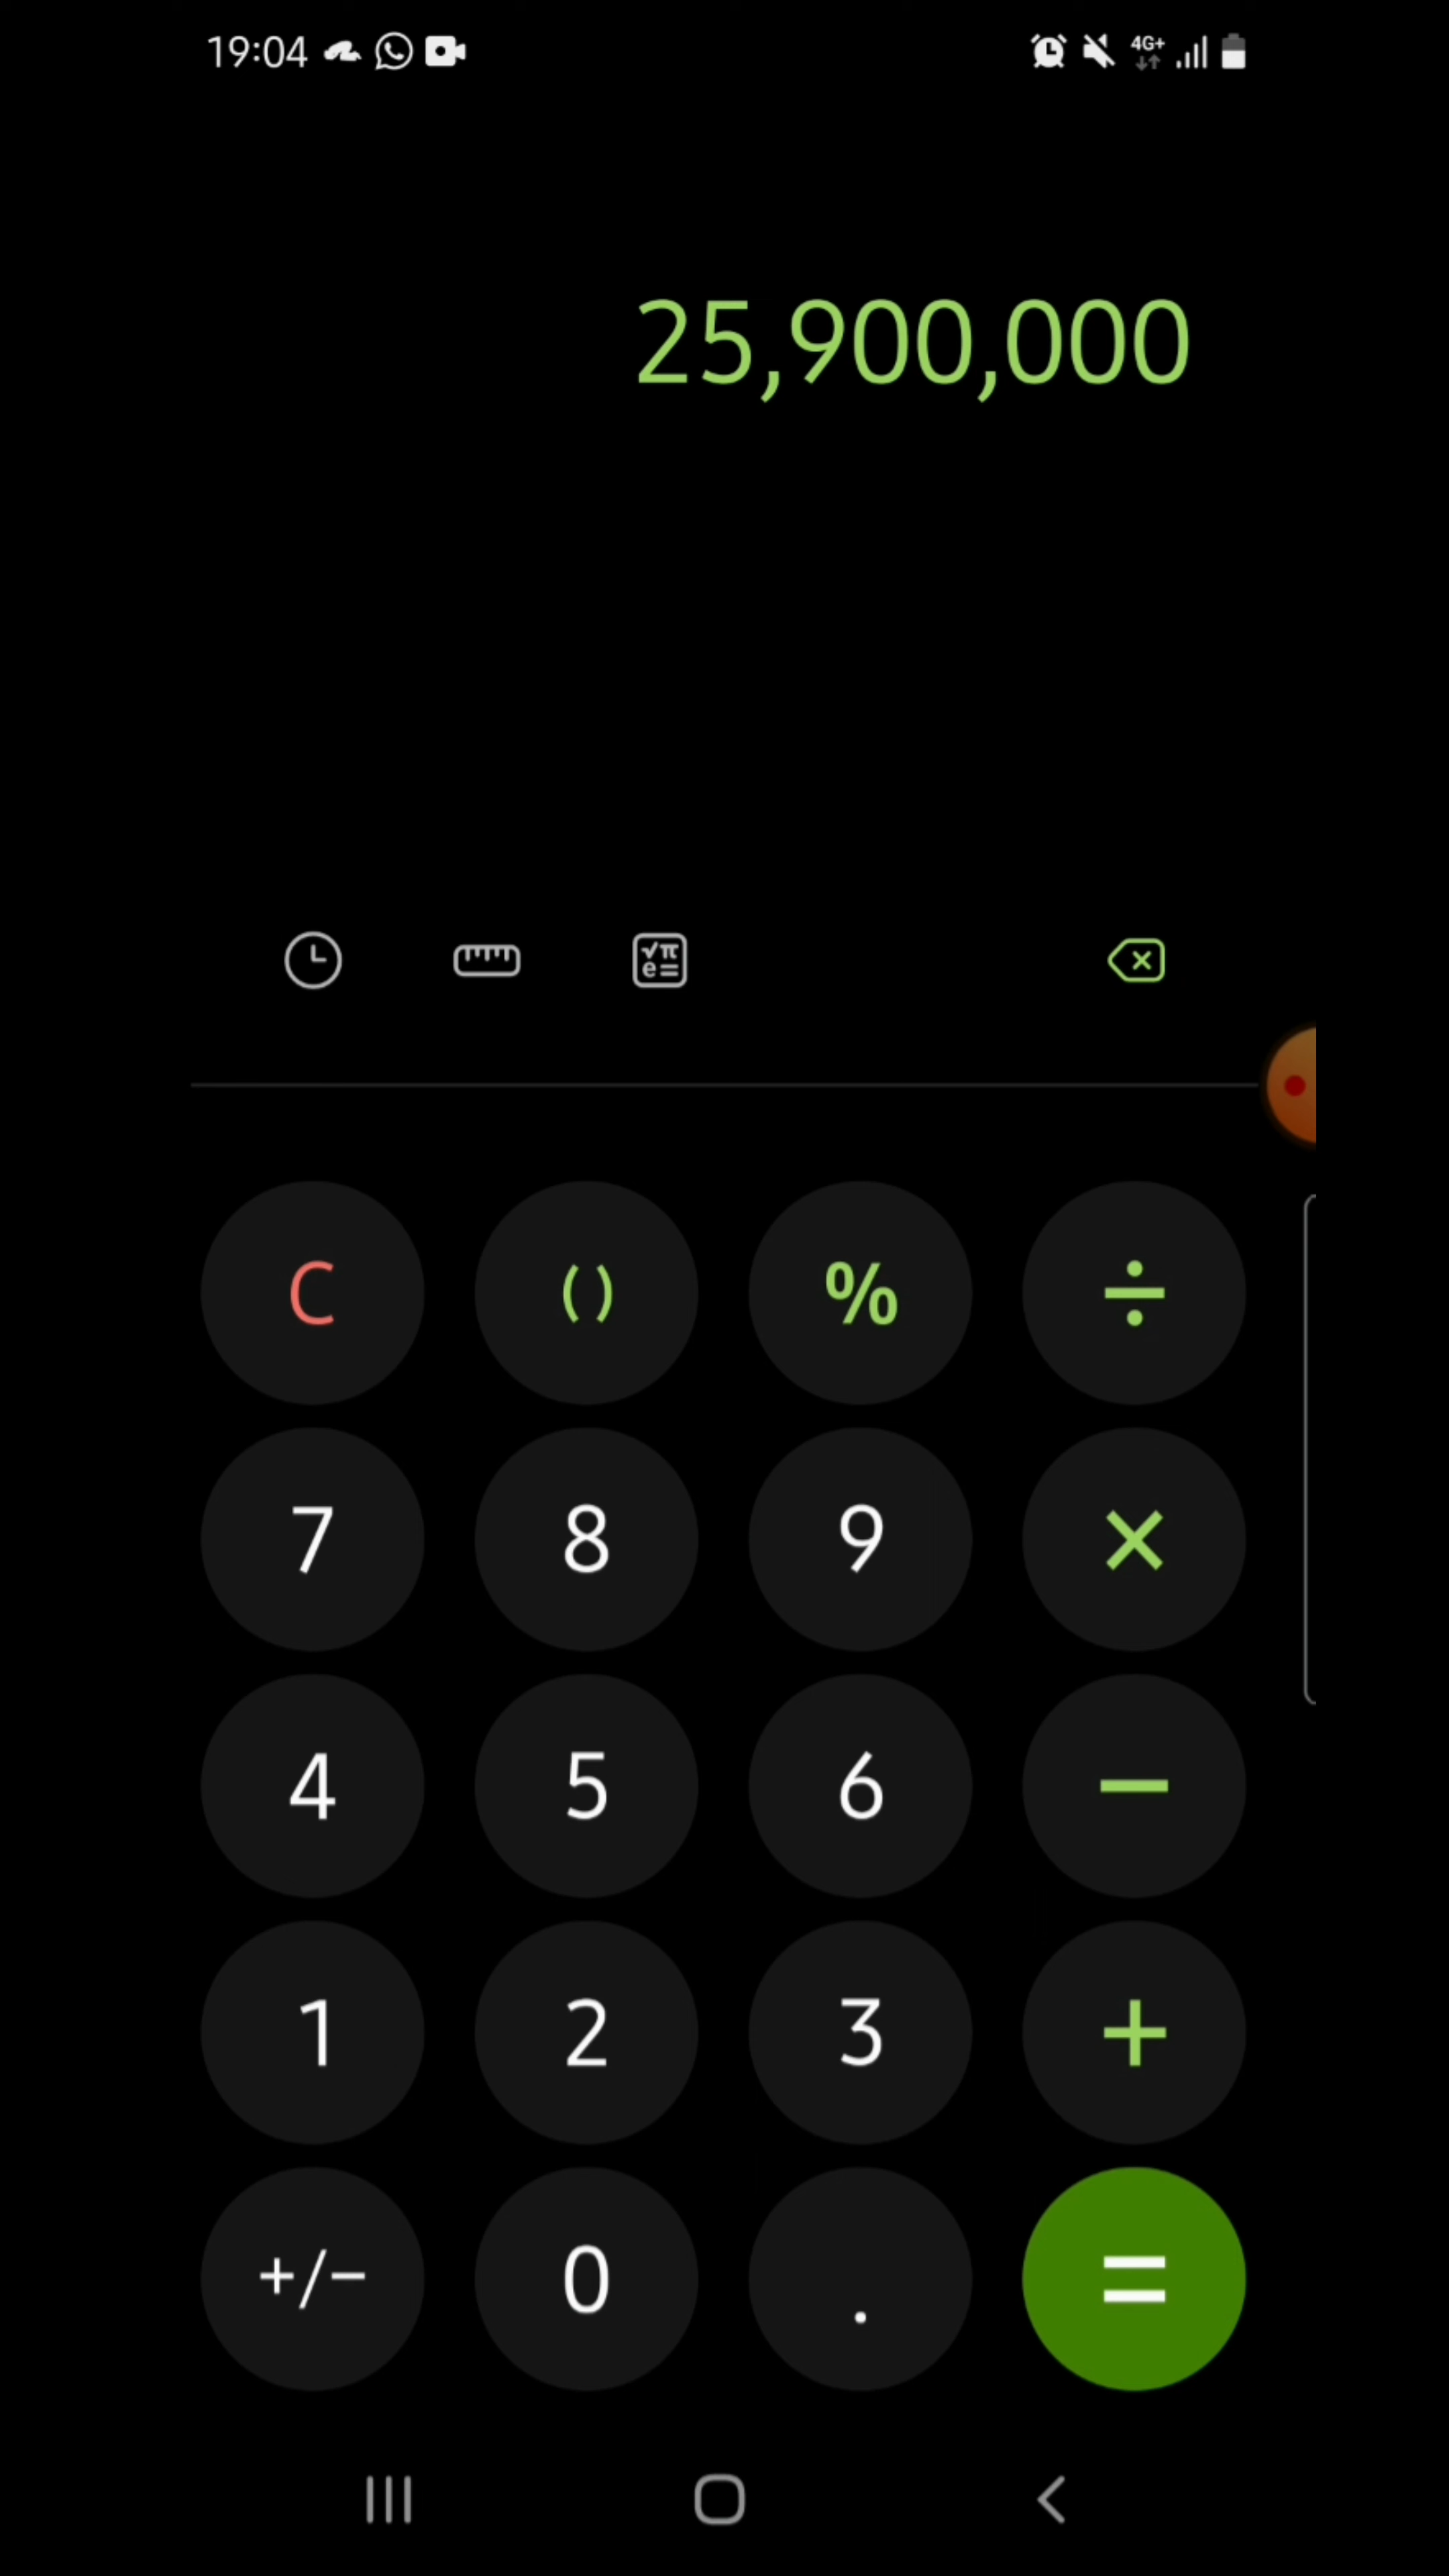 19:04 4G+
25,900,000
√π
e=
C () % ÷
7 8 9 ×
4 5 6 −
1 2 3 +
+/− 0 . =